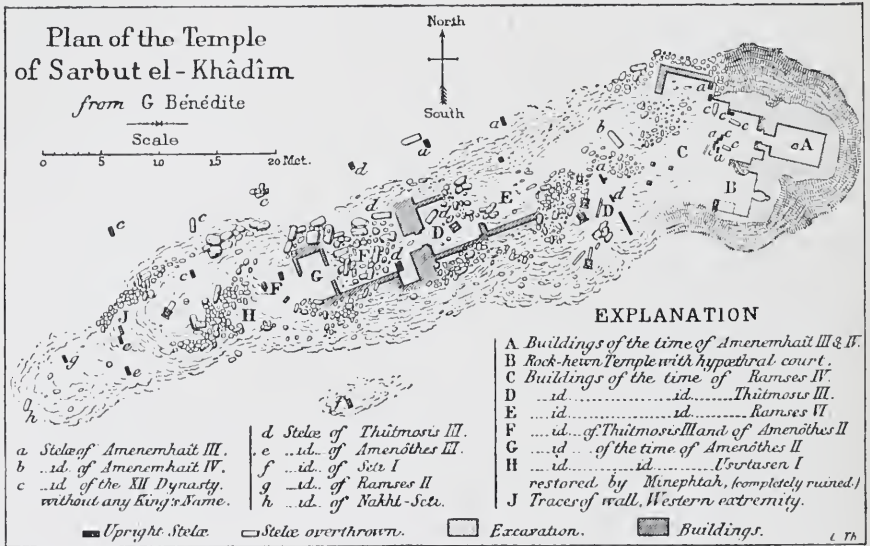 Plan of the Temple
of Sarbut el-Khâdîm
from G Bénédite
Scale
0 5 10 15 20 Met.
North
South
a
a
d
c
c
c
c
d
d
D
E
F
d
G
F
H
J
c
e
e
g
h
f
b
a
d
D
C
a
c
c
c
a
c
a
A
B
EXPLANATION
A Buildings of the time of Amenemhaît III & IV.
B Rock-hewn Temple with hypœthral court.
C Buildings of the time of Ramses IV.
D ....id..................id.........Thûtmosis III.
E ....id..................id.........Ramses VI
F ....id....of Thûtmosis III and of Amenôthes II
G ....id....of the time of Amenôthes II
H ....id............id.........Usirtasen I
restored by Minephtah, (completely ruined.)
J Traces of wall, Western extremity.
a Stelæ of Amenemhaît III.
b ...id of Amenemhaît IV.
c ...id of the XII Dynasty.
without any King's Name.
d Stelæ of Thûtmosis III.
e ...id... of Amenôthes III.
f ...id... of Seti I
g ...id... of Ramses II
h ...id... of Nakht-Seti.
Upright Stelæ Stelæ overthrown. Excavation. Buildings.
L. Th